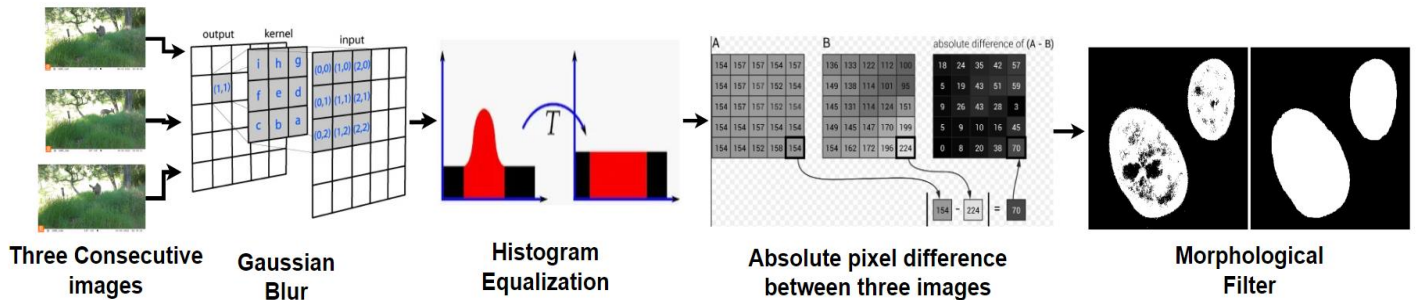 output
kernel
input
i h g
f e d
c b a
(1,1)
(0,0) (1,0) (2,0)
(0,1) (1,1) (2,1)
(0,2) (1,2) (2,2)
T
A
B
absolute difference of (A - B)
154 157 157 154 157
154 157 157 157 154
154 157 157 152 154
154 154 154 154 154
154 154 152 158 154
136 133 122 112 100
149 138 114 101 95
145 131 114 124 151
149 145 147 170 199
154 162 172 196 224
18 24 35 42 57
5 19 43 51 59
9 26 43 28 3
5 9 10 16 45
0 8 20 38 70
154 - 224 = 70
Three Consecutive
images
Gaussian
Blur
Histogram
Equalization
Absolute pixel difference
between three images
Morphological
Filter